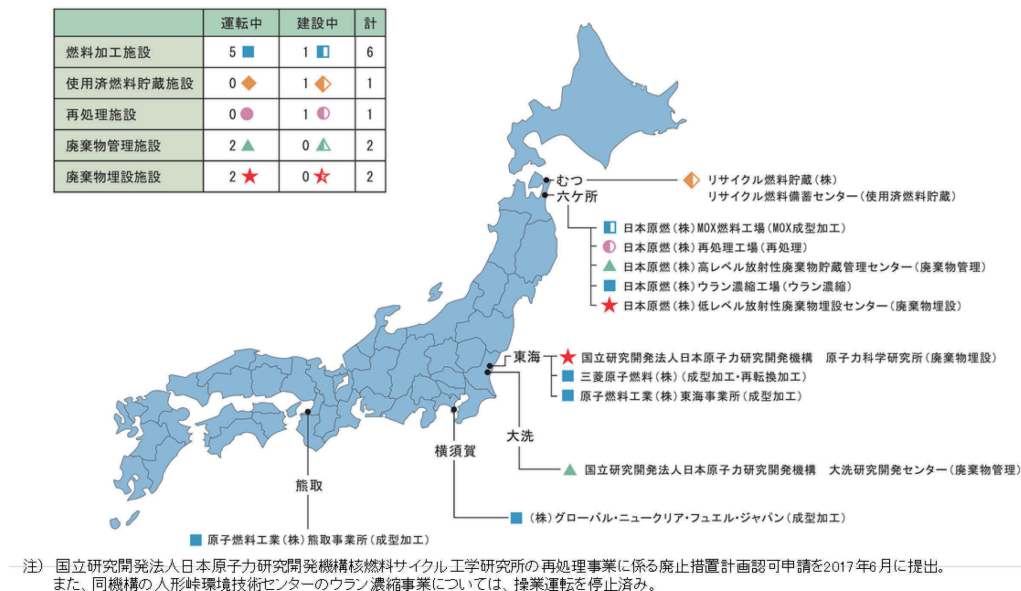 運転中 建設中 計
燃料加工施設 5 1 6
使用済燃料貯蔵施設 0 1 1
再処理施設 0 1 1
廃棄物管理施設 2 0 2
廃棄物埋設施設 2 0 2
むつ
リサイクル燃料貯蔵(株)
リサイクル燃料備蓄センター(使用済燃料貯蔵)
六ケ所
日本原燃(株)MOX燃料工場(MOX成型加工)
日本原燃(株)再処理工場(再処理)
日本原燃(株)高レベル放射性廃棄物貯蔵管理センター(廃棄物管理)
日本原燃(株)ウラン濃縮工場(ウラン濃縮)
日本原燃(株)低レベル放射性廃棄物埋設センター(廃棄物埋設)
東海
国立研究開発法人日本原子力研究開発機構 原子力科学研究所(廃棄物埋設)
三菱原子燃料(株)(成型加工・再転換加工)
原子燃料工業(株)東海事業所(成型加工)
大洗
国立研究開発法人日本原子力研究開発機構 大洗研究開発センター(廃棄物管理)
横須賀
(株)グローバル・ニュークリア・フュエル・ジャパン(成型加工)
熊取
原子燃料工業(株)熊取事業所(成型加工)
注) 国立研究開発法人日本原子力研究開発機構核燃料サイクル工学研究所の再処理事業に係る廃止措置計画認可申請を2017年6月に提出。
また、同機構の人形峠環境技術センターのウラン濃縮事業については、操業運転を停止済み。